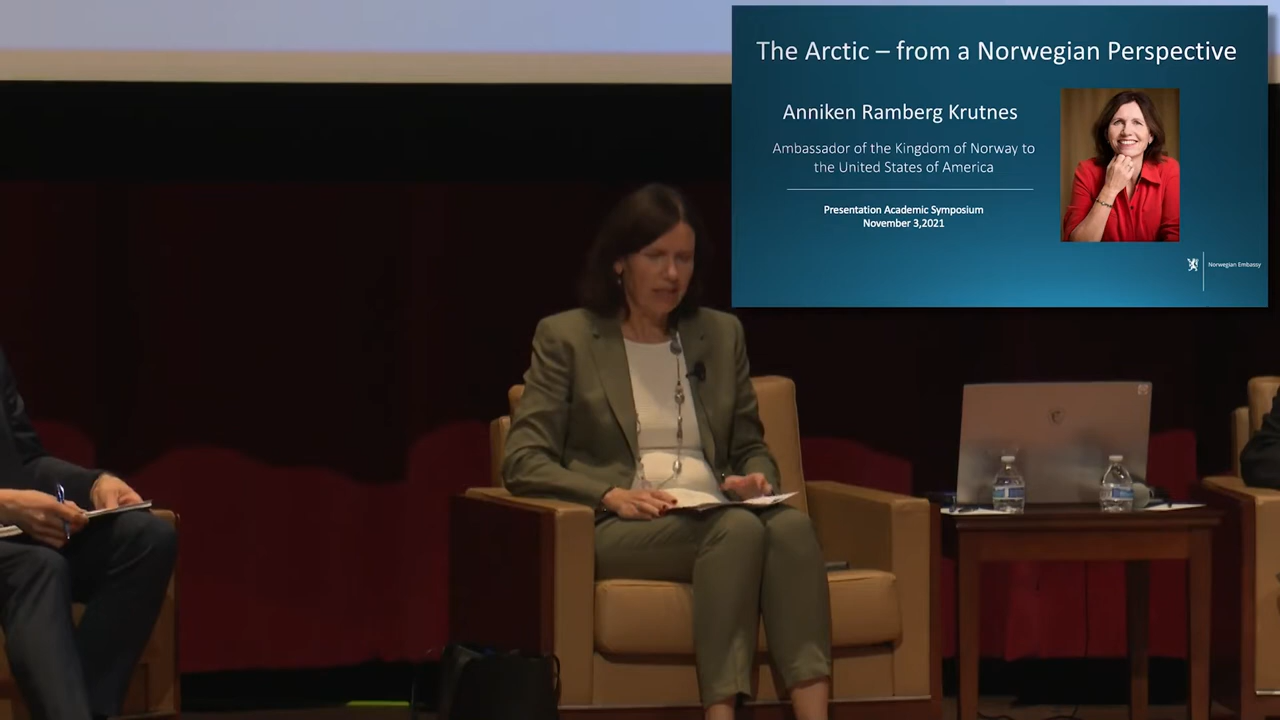 The Arctic – from a Norwegian Perspective
Anniken Ramberg Krutnes
Ambassador of the Kingdom of Norway to
the United States of America
Presentation Academic Symposium
November 3,2021
Norwegian Embassy